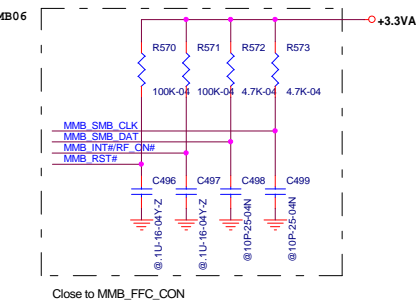 MB06
+3.3VA
R570 R571 R572 R573
100K-04 100K-04 4.7K-04 4.7K-04
MMB_SMB_CLK
MMB_SMB_DAT
MMB_INT#/RF_ON#
MMB_RST#
C496 C497 C498 C499
@.1U-16-04Y-Z
@.1U-16-04Y-Z
@10P-25-04N
@10P-25-04N
Close to MMB_FFC_CON